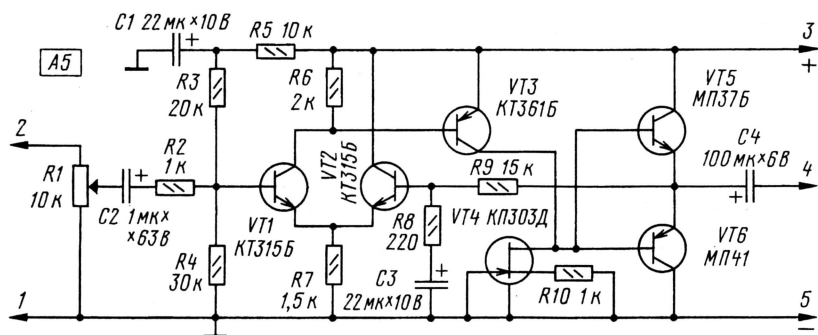 C1 22мк×10В
R5 10к
3
+
A5
R3
20к
R6
2к
VT3
КТ361Б
VT5
МП37Б
2
R1
10к
R2
1к
C2 1мк×
×63В
VT1
КТ315Б
VT2
КТ315Б
R9 15к
C4
100мк×6В
+
4
+
R8
220
VT4 КП303Д
VT6
МП41
R4
30к
R7
1,5к
C3
22мк×10В
+
R10 1к
1
5
–
+